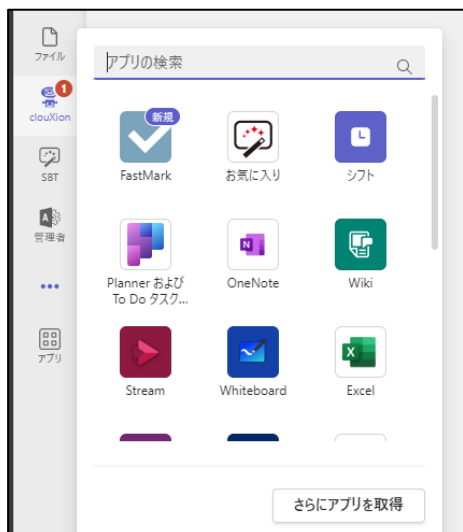 ファイル
1
clouXion
SBT
管理者
アプリ
アプリの検索
新規
FastMark
お気に入り
シフト
Planner および
To Do タスク...
OneNote
Wiki
Stream
Whiteboard
Excel
さらにアプリを取得